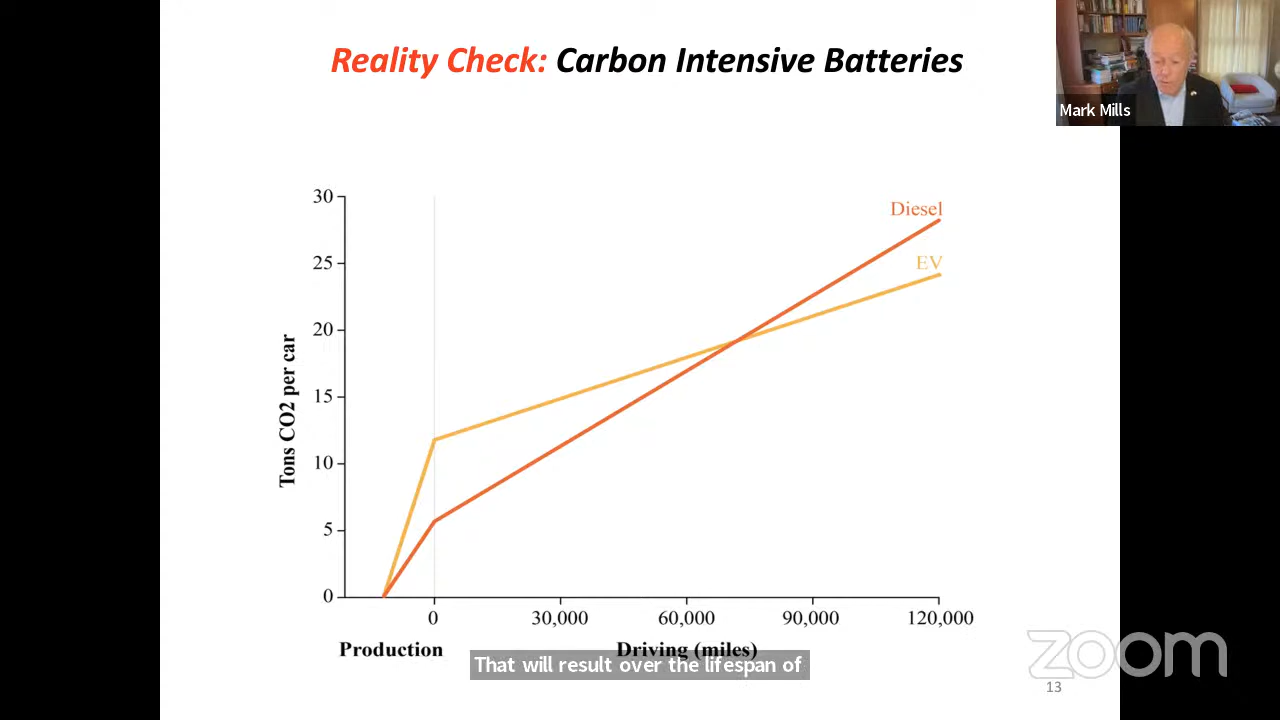 Reality Check: Carbon Intensive Batteries
Mark Mills
30
25
20
15
10
5
0
Tons CO2 per car
Diesel
EV
0
30,000
60,000
90,000
120,000
Production
Driving (miles)
That will result over the lifespan of
zoom
13